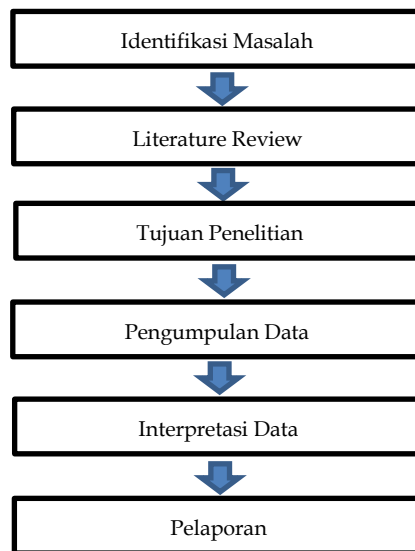 Identifikasi Masalah
Literature Review
Tujuan Penelitian
Pengumpulan Data
Interpretasi Data
Pelaporan